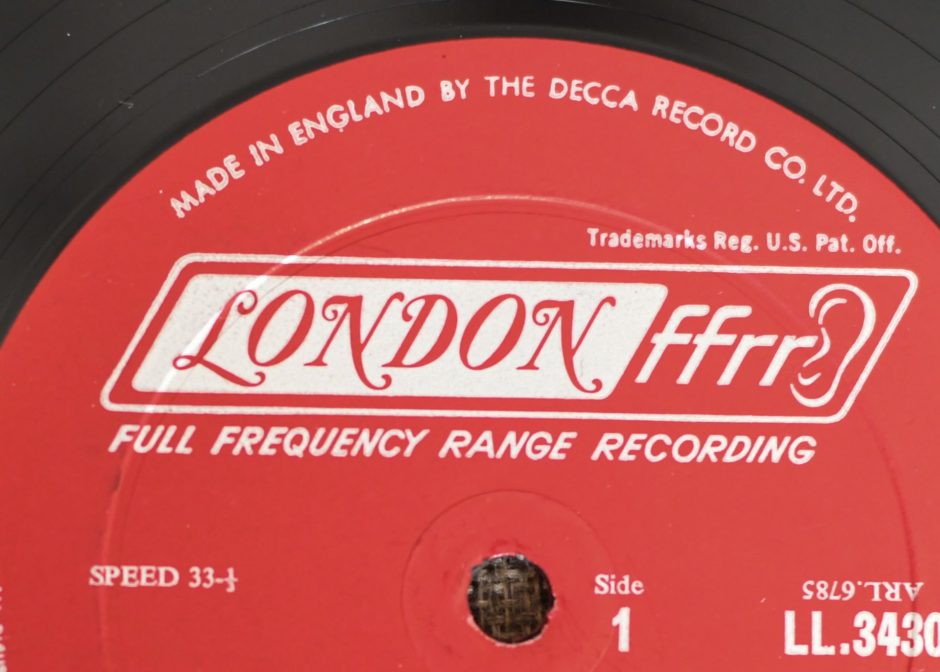 MADE IN ENGLAND BY THE DECCA RECORD CO. LTD.
Trademarks Reg. U.S. Pat. Off.
LONDON ffrr
FULL FREQUENCY RANGE RECORDING
SPEED 33-⅓
Side
1
ARL.6785
LL.3430